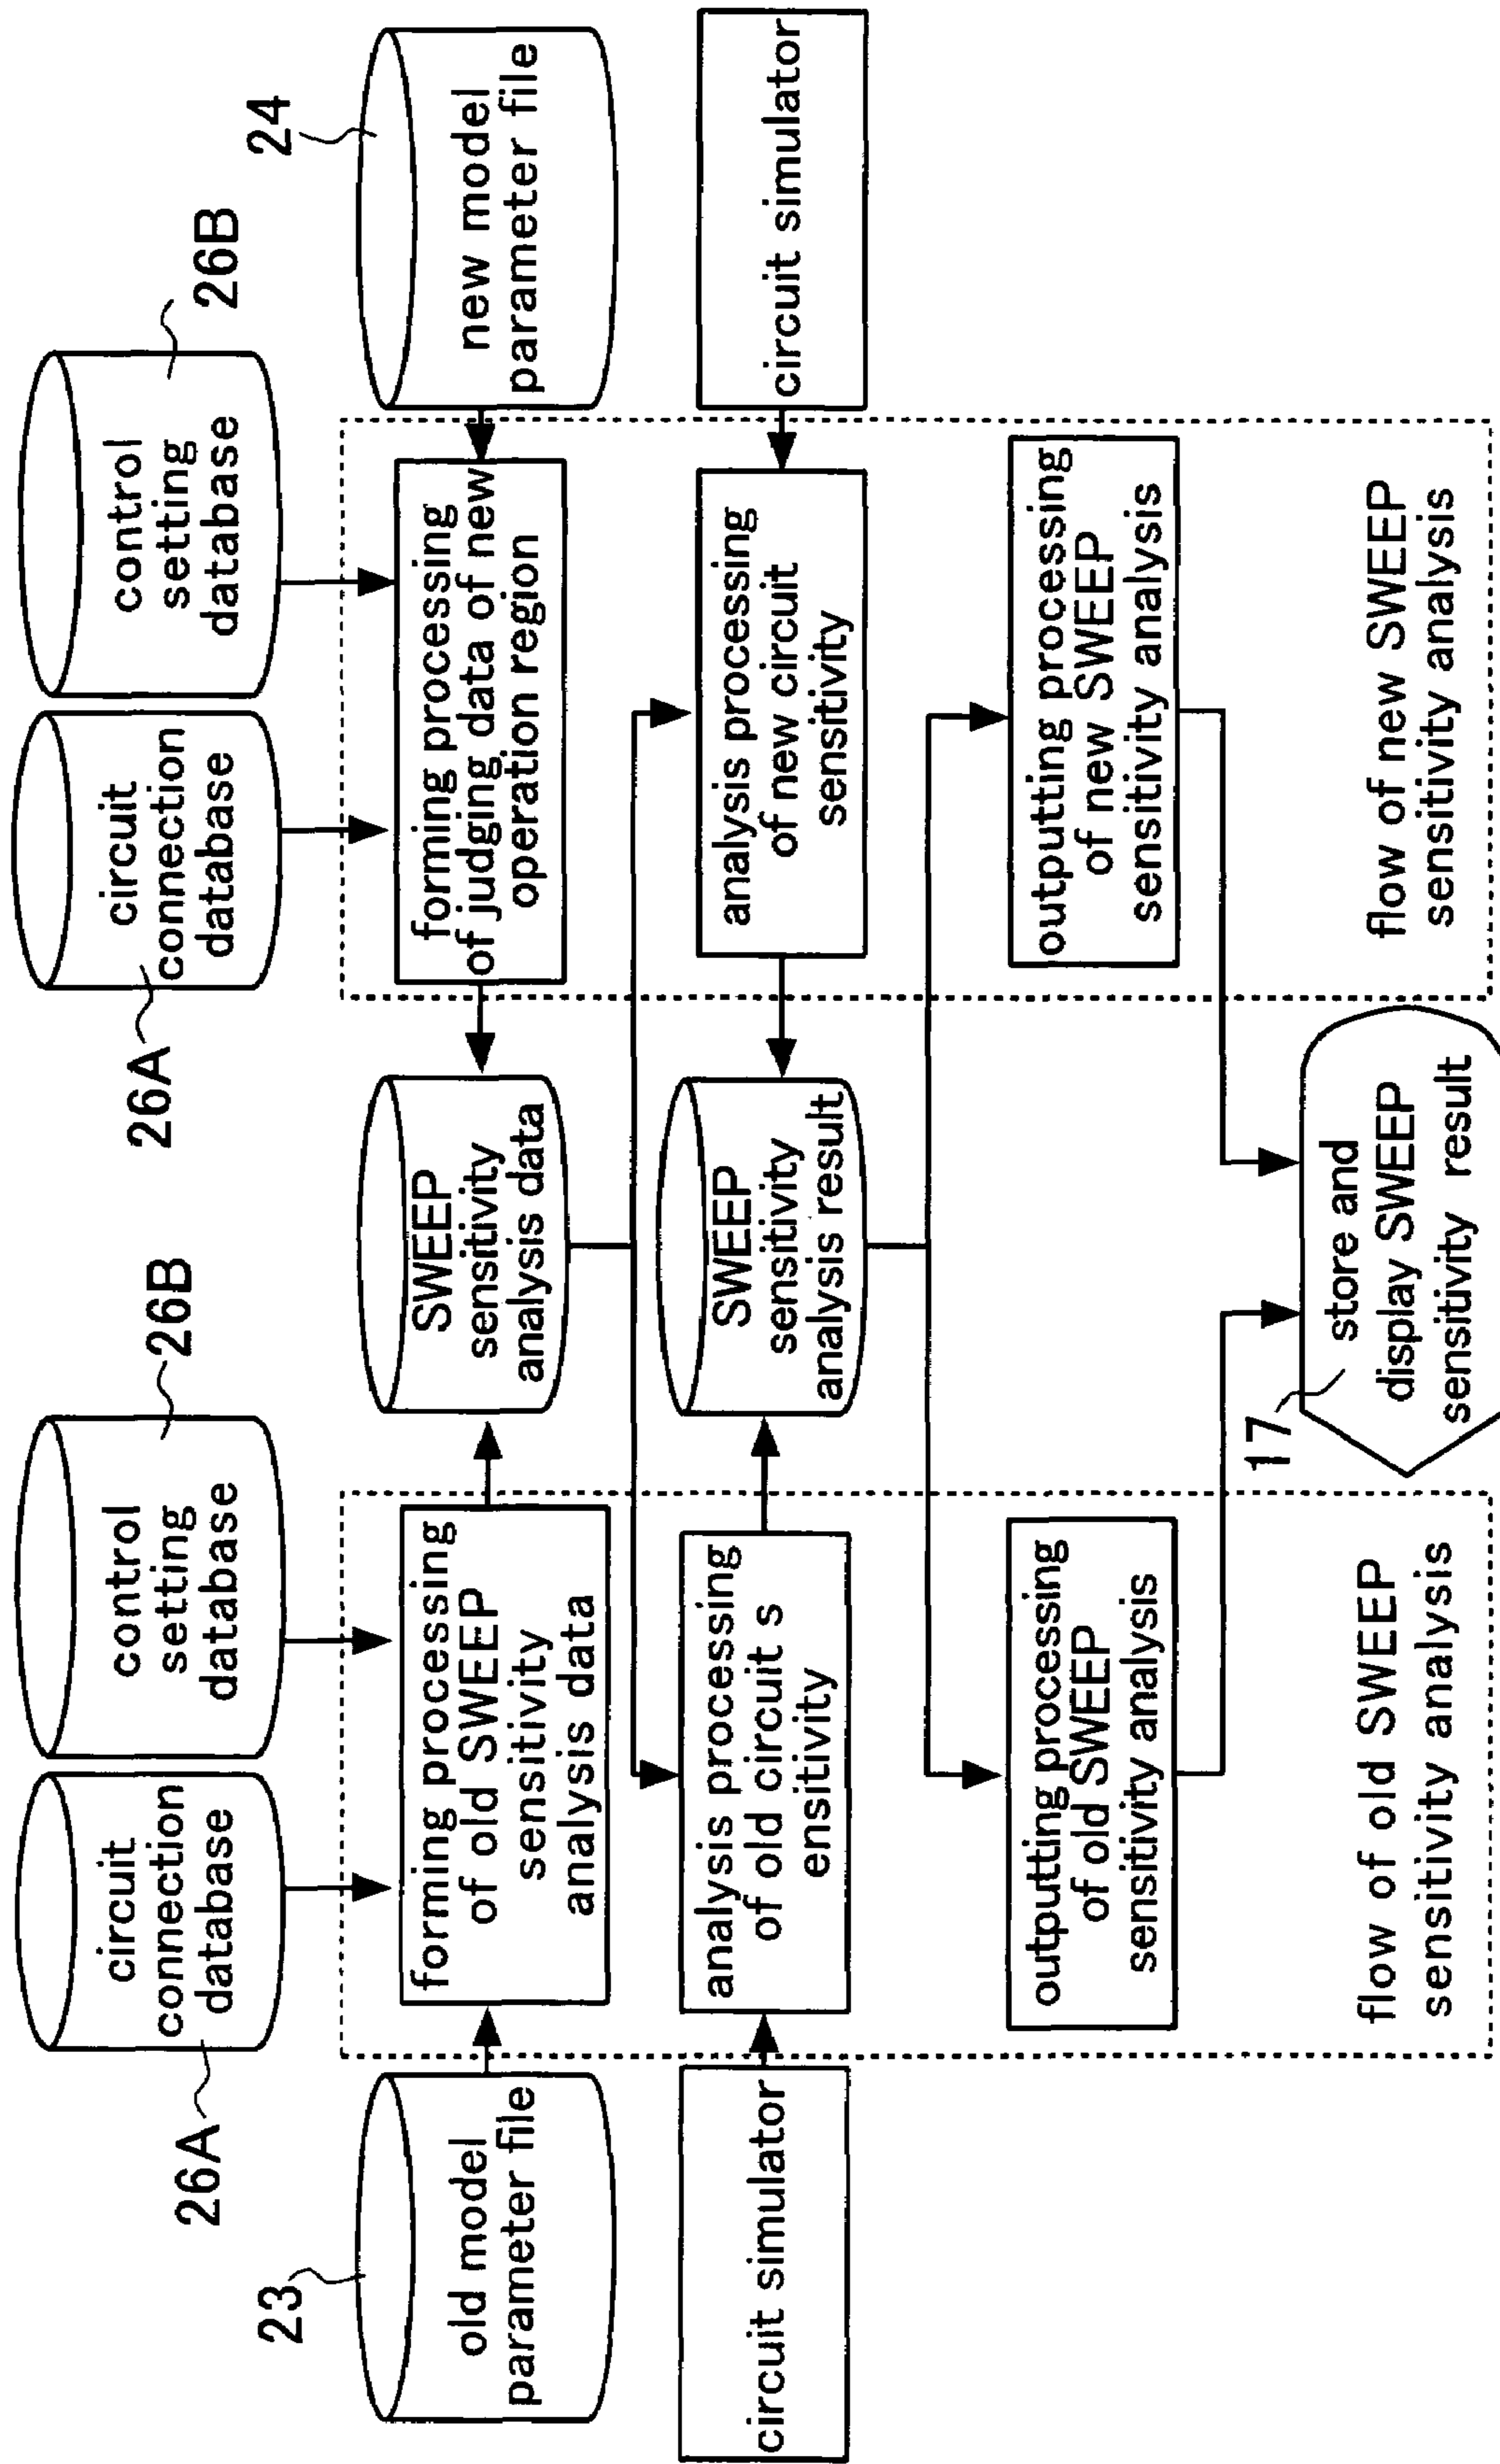 26A
circuit
connection
database
control
setting
database
26B
26A
circuit
connection
database
control
setting
database
26B
23
old model
parameter file
forming processing
of old SWEEP
sensitivity
analysis data
SWEEP
sensitivity
analysis data
forming processing
of judging data of new
operation region
24
new model
parameter file
circuit simulator
analysis processing
of old circuit s
ensitivity
SWEEP
sensitivity
analysis result
analysis processing
of new circuit
sensitivity
circuit simulator
outputting processing
of old SWEEP
sensitivity analysis
outputting processing
of new SWEEP
sensitivity analysis
flow of old SWEEP
sensitivity analysis
17
store and
display SWEEP
sensitivity result
flow of new SWEEP
sensitivity analysis